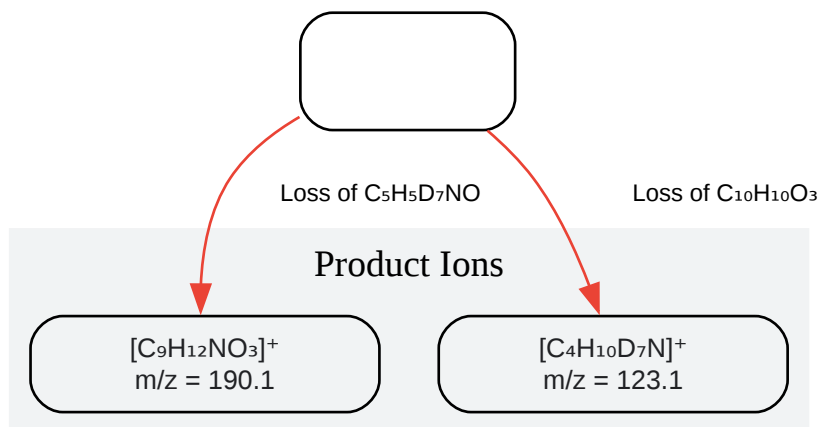 Loss of C₅H₅D₇NO
Loss of C₁₀H₁₀O₃
Product Ions
[C₉H₁₂NO₃]⁺
m/z = 190.1
[C₄H₁₀D₇N]⁺
m/z = 123.1